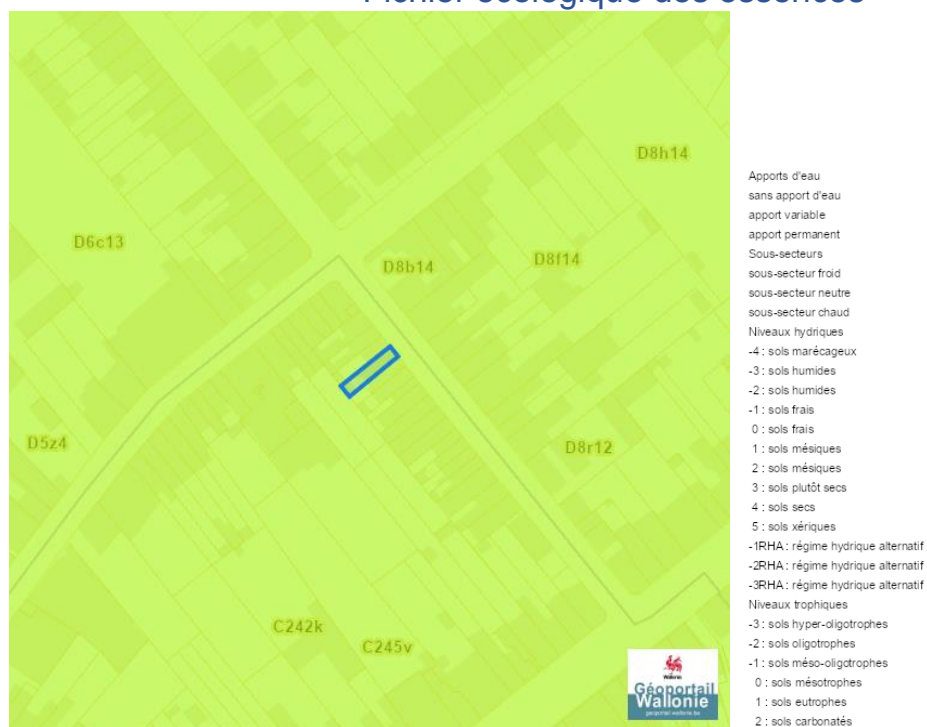 Fichier écologique des essences
D8h14
D6c13
D8b14
D8f14
D5z4
D8r12
C242k
C245v
Wallonie
Géoportail
Wallonie
geoportail.wallonie.be
Apports d'eau
sans apport d'eau
apport variable
apport permanent
Sous-secteurs
sous-secteur froid
sous-secteur neutre
sous-secteur chaud
Niveaux hydriques
-4 : sols marécageux
-3 : sols humides
-2 : sols humides
-1 : sols frais
0 : sols frais
1 : sols mésiques
2 : sols mésiques
3 : sols plutôt secs
4 : sols secs
5 : sols xériques
-1RHA : régime hydrique alternatif
-2RHA : régime hydrique alternatif
-3RHA : régime hydrique alternatif
Niveaux trophiques
-3 : sols hyper-oligotrophes
-2 : sols oligotrophes
-1 : sols méso-oligotrophes
0 : sols mésotrophes
1 : sols eutrophes
2 : sols carbonatés